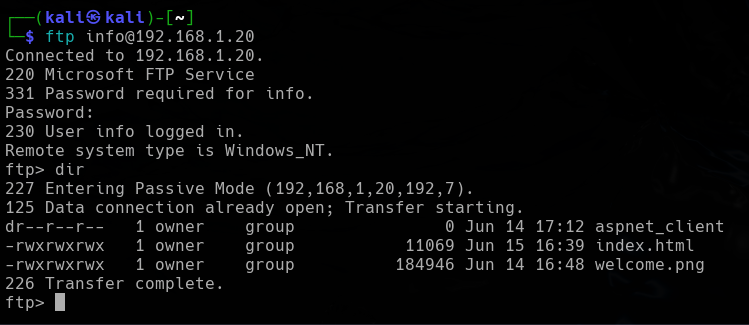 ┌──(kali㉿kali)-[~]
└─$ ftp info@192.168.1.20
Connected to 192.168.1.20.
220 Microsoft FTP Service
331 Password required for info.
Password:
230 User info logged in.
Remote system type is Windows_NT.
ftp> dir
227 Entering Passive Mode (192,168,1,20,192,7).
125 Data connection already open; Transfer starting.
dr--r--r--   1 owner    group               0 Jun 14 17:12 aspnet_client
-rwxrwxrwx   1 owner    group           11069 Jun 15 16:39 index.html
-rwxrwxrwx   1 owner    group          184946 Jun 14 16:48 welcome.png
226 Transfer complete.
ftp>